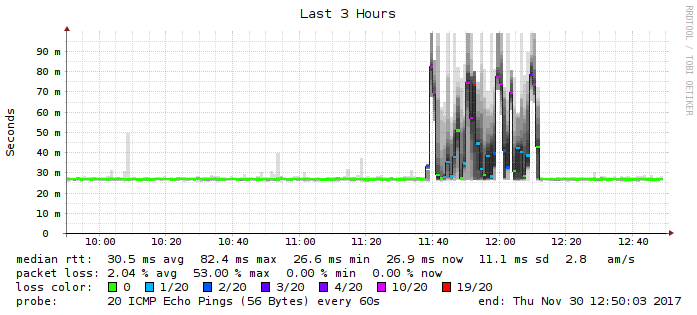 Last 3 Hours
RRDTOOL / TOBI OETIKER
Seconds
90 m
80 m
70 m
60 m
50 m
40 m
30 m
20 m
10 m
0
10:00 10:20 10:40 11:00 11:20 11:40 12:00 12:20 12:40
median rtt: 30.5 ms avg 82.4 ms max 26.6 ms min 26.9 ms now 11.1 ms sd 2.8 am/s
packet loss: 2.04 % avg 53.00 % max 0.00 % min 0.00 % now
loss color: 0 1/20 2/20 3/20 4/20 10/20 19/20
probe: 20 ICMP Echo Pings (56 Bytes) every 60s end: Thu Nov 30 12:50:03 2017